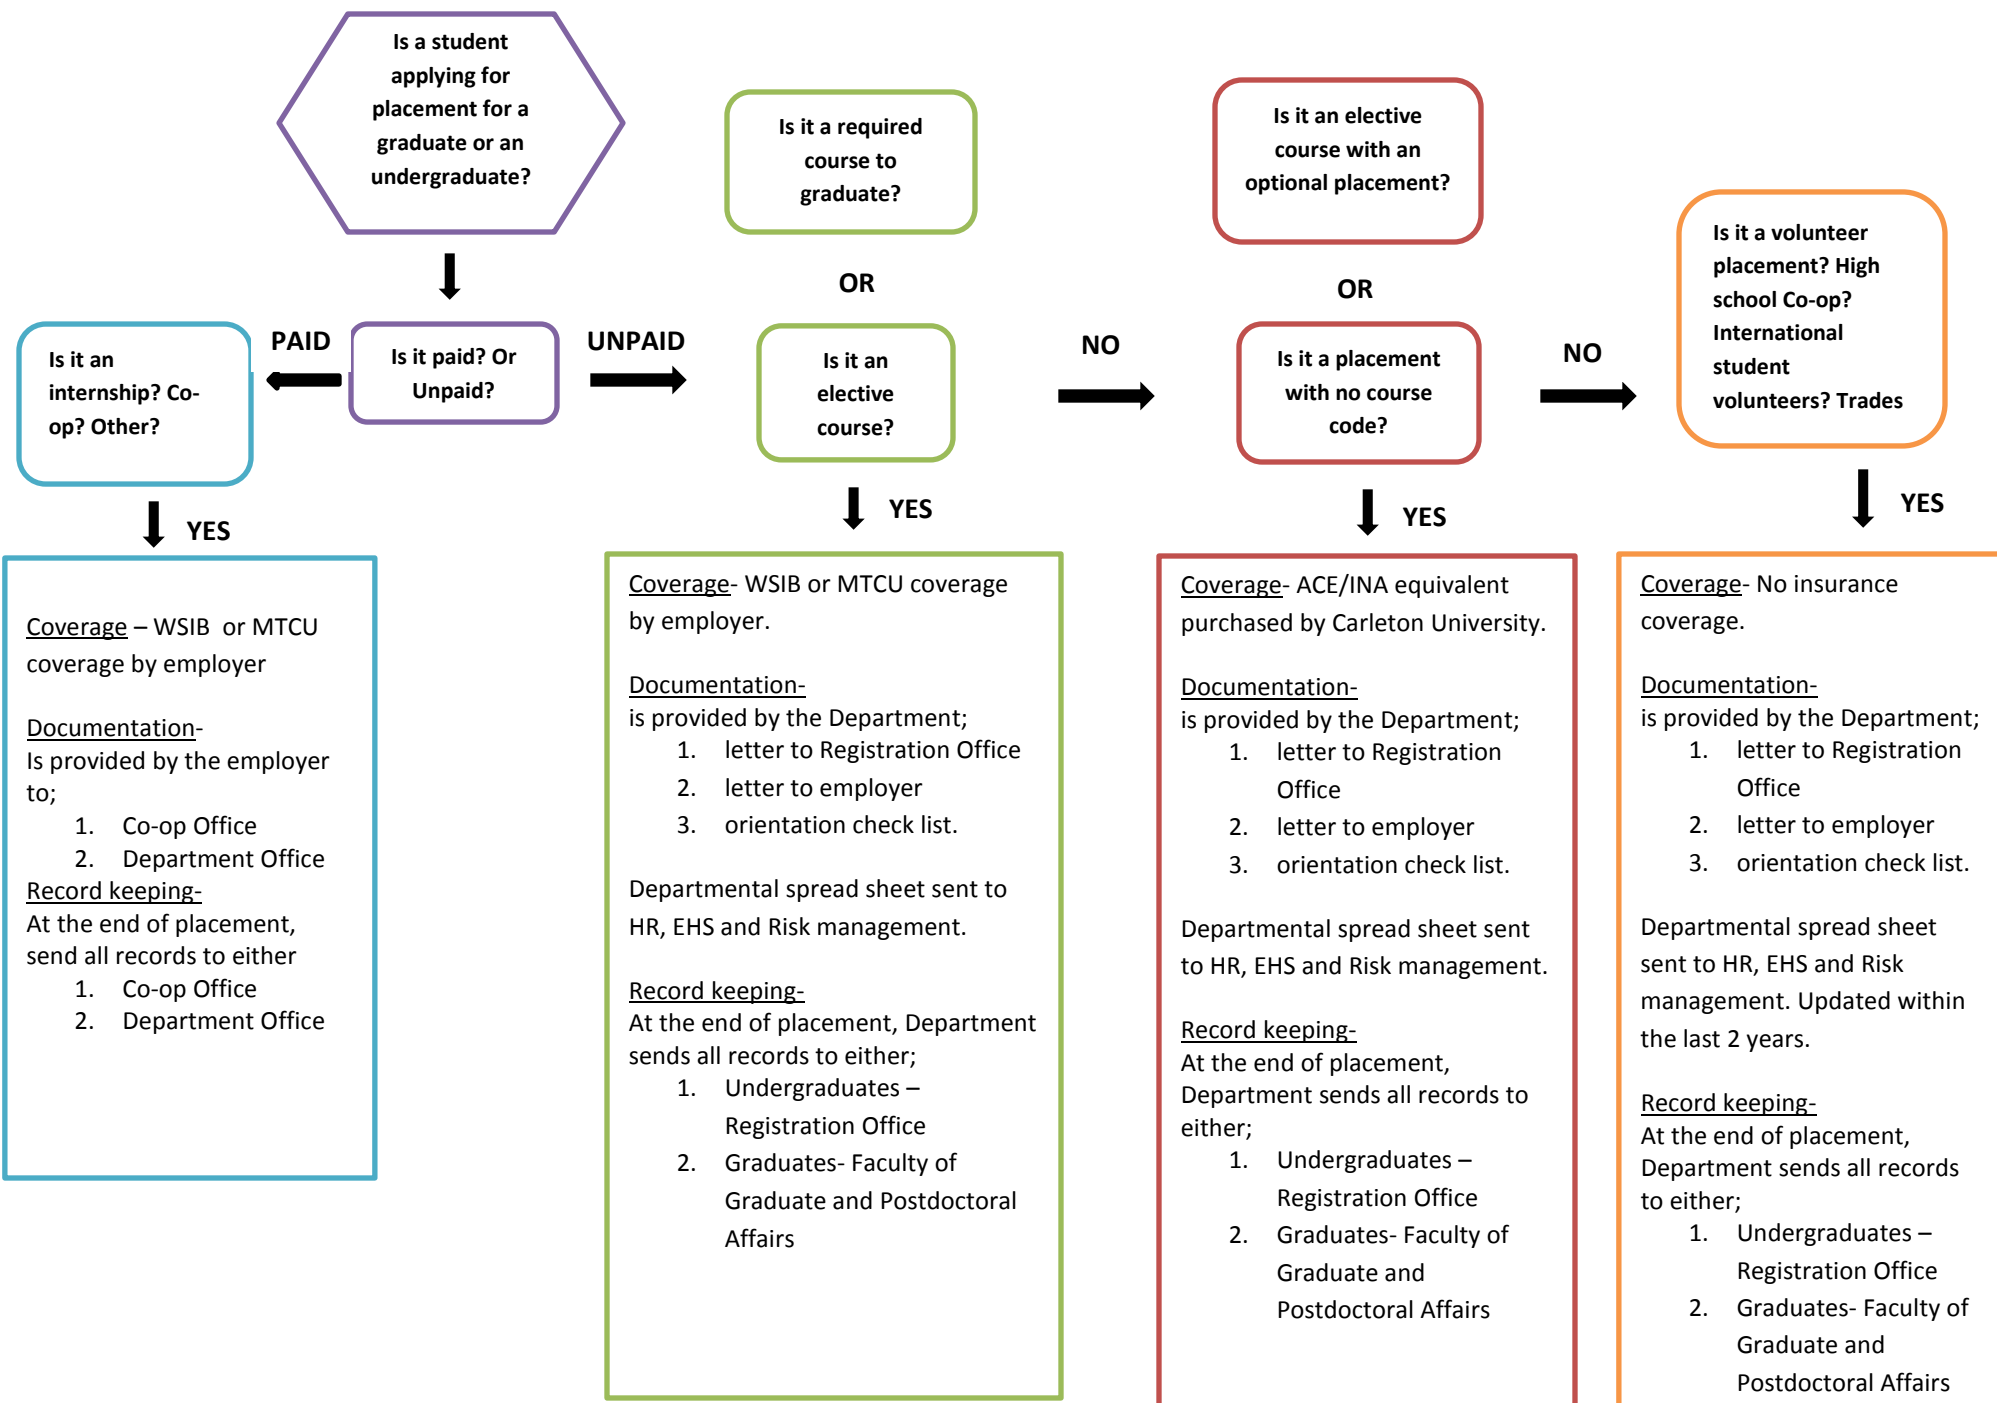 Is a student
applying for
placement for a
graduate or an
undergraduate?
Is it a required
course to
graduate?
Is it an elective
course with an
optional placement?
Is it a volunteer
placement? High
school Co-op?
International
student
volunteers? Trades
OR
OR
PAID
UNPAID
NO
NO
Is it an
internship? Co-
op? Other?
Is it paid? Or
Unpaid?
Is it an
elective
course?
Is it a placement
with no course
code?
YES
YES
YES
YES
Coverage – WSIB  or MTCU
coverage by employer
Documentation-
Is provided by the employer
to;
1. Co-op Office
2. Department Office
Record keeping-
At the end of placement,
send all records to either
1. Co-op Office
2. Department Office
Coverage- WSIB or MTCU coverage
by employer.
Documentation-
is provided by the Department;
1. letter to Registration Office
2. letter to employer
3. orientation check list.
Departmental spread sheet sent to
HR, EHS and Risk management.
Record keeping-
At the end of placement, Department
sends all records to either;
1. Undergraduates –
Registration Office
2. Graduates- Faculty of
Graduate and Postdoctoral
Affairs
Coverage- ACE/INA equivalent
purchased by Carleton University.
Documentation-
is provided by the Department;
1. letter to Registration
Office
2. letter to employer
3. orientation check list.
Departmental spread sheet sent
to HR, EHS and Risk management.
Record keeping-
At the end of placement,
Department sends all records to
either;
1. Undergraduates –
Registration Office
2. Graduates- Faculty of
Graduate and
Postdoctoral Affairs
Coverage- No insurance
coverage.
Documentation-
is provided by the Department;
1. letter to Registration
Office
2. letter to employer
3. orientation check list.
Departmental spread sheet
sent to HR, EHS and Risk
management. Updated within
the last 2 years.
Record keeping-
At the end of placement,
Department sends all records
to either;
1. Undergraduates –
Registration Office
2. Graduates- Faculty of
Graduate and
Postdoctoral Affairs